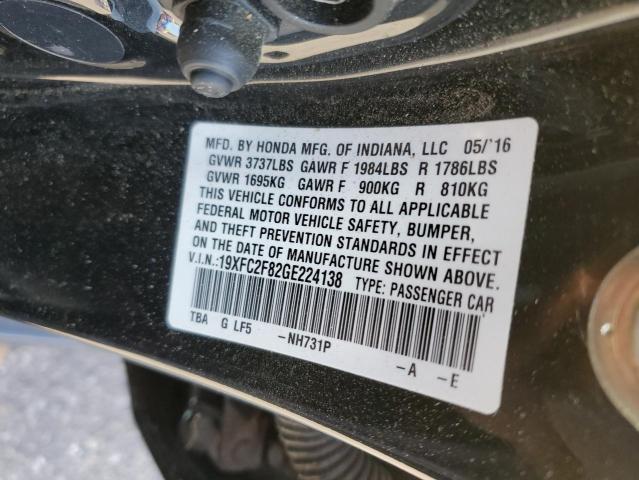 MFD. BY HONDA MFG. OF INDIANA, LLC 05/'16
GVWR 3737LBS GAWR F 1984LBS R 1786LBS
GVWR 1695KG GAWR F 900KG R 810KG
THIS VEHICLE CONFORMS TO ALL APPLICABLE
FEDERAL MOTOR VEHICLE SAFETY, BUMPER,
AND THEFT PREVENTION STANDARDS IN EFFECT
ON THE DATE OF MANUFACTURE SHOWN ABOVE.
V.I.N.:19XFC2F82GE224138 TYPE: PASSENGER CAR
TBA G LF5 -NH731P -A -E